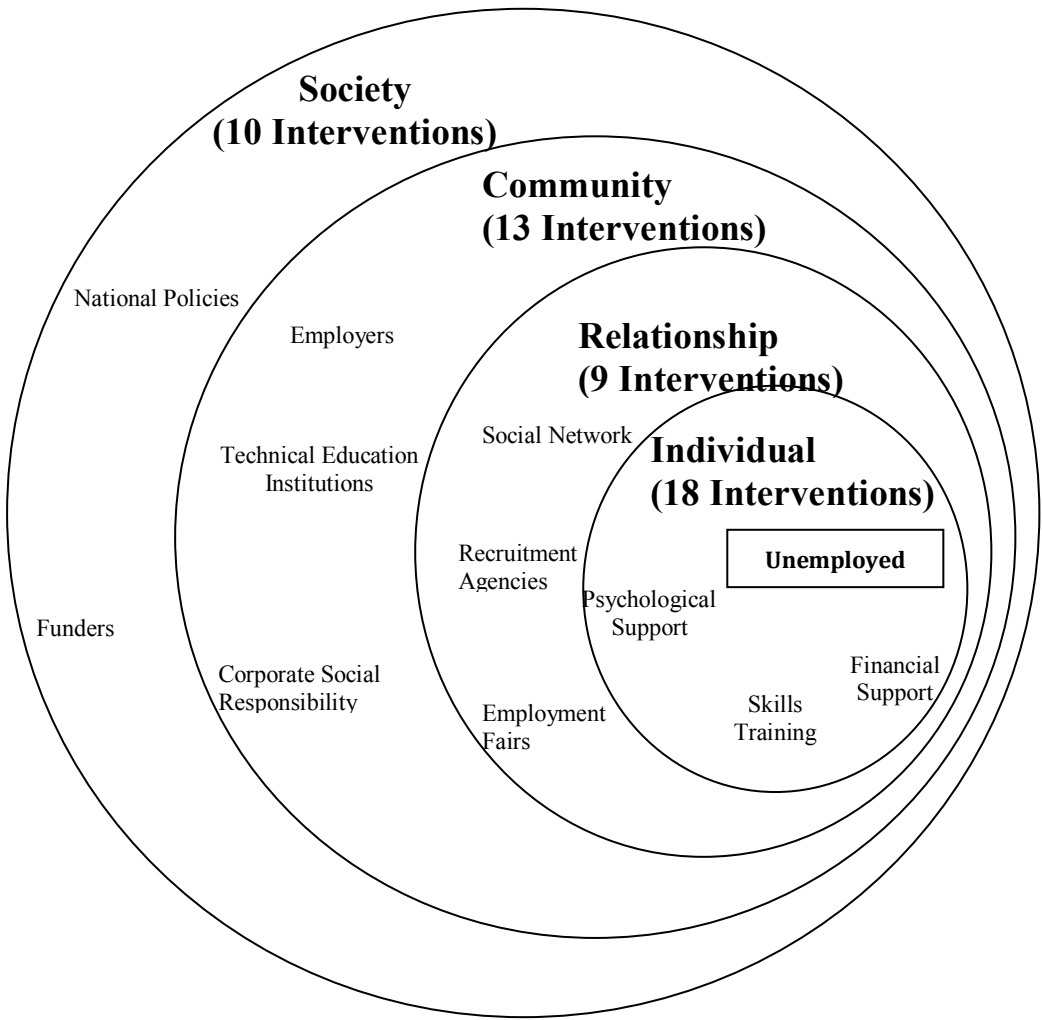 Society
(10 Interventions)
Community
(13 Interventions)
National Policies
Employers
Relationship
(9 Interventions)
Social Network
Individual
(18 Interventions)
Technical Education
Institutions
Unemployed
Recruitment
Agencies
Psychological
Support
Funders
Financial
Support
Corporate Social
Responsibility
Skills
Training
Employment
Fairs